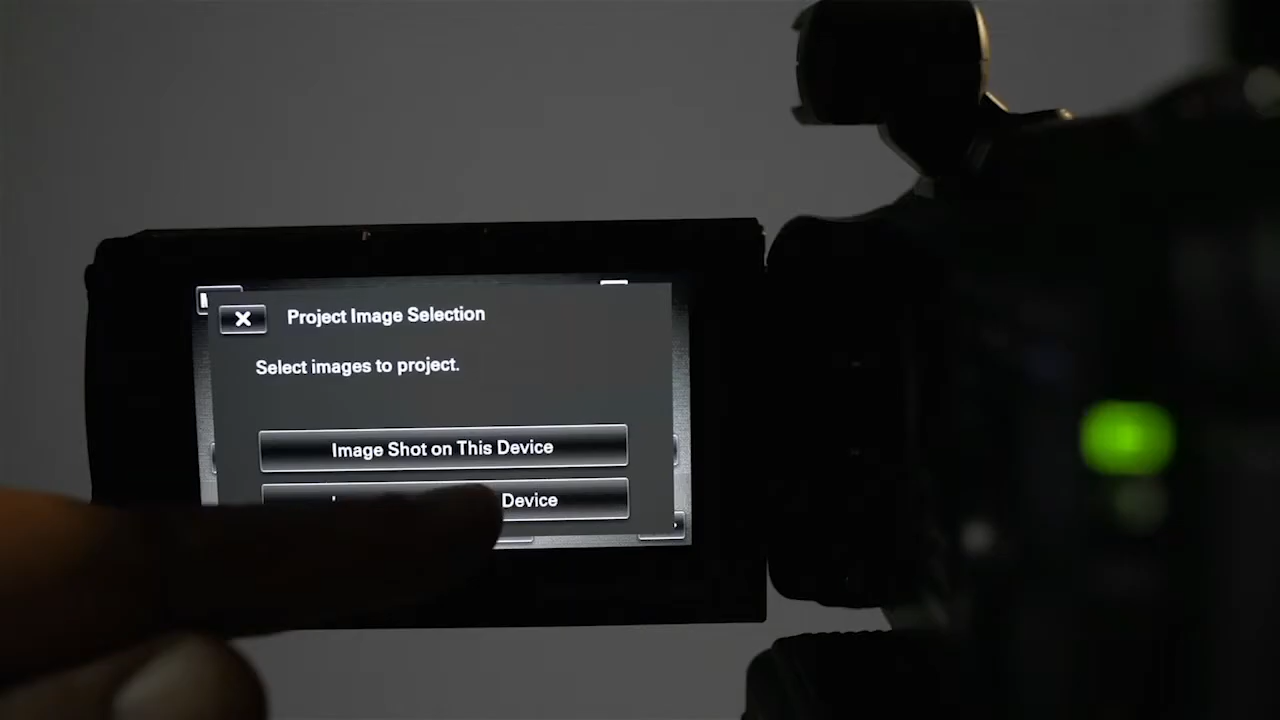 Project Image Selection
Select images to project.
Image Shot on This Device
Device